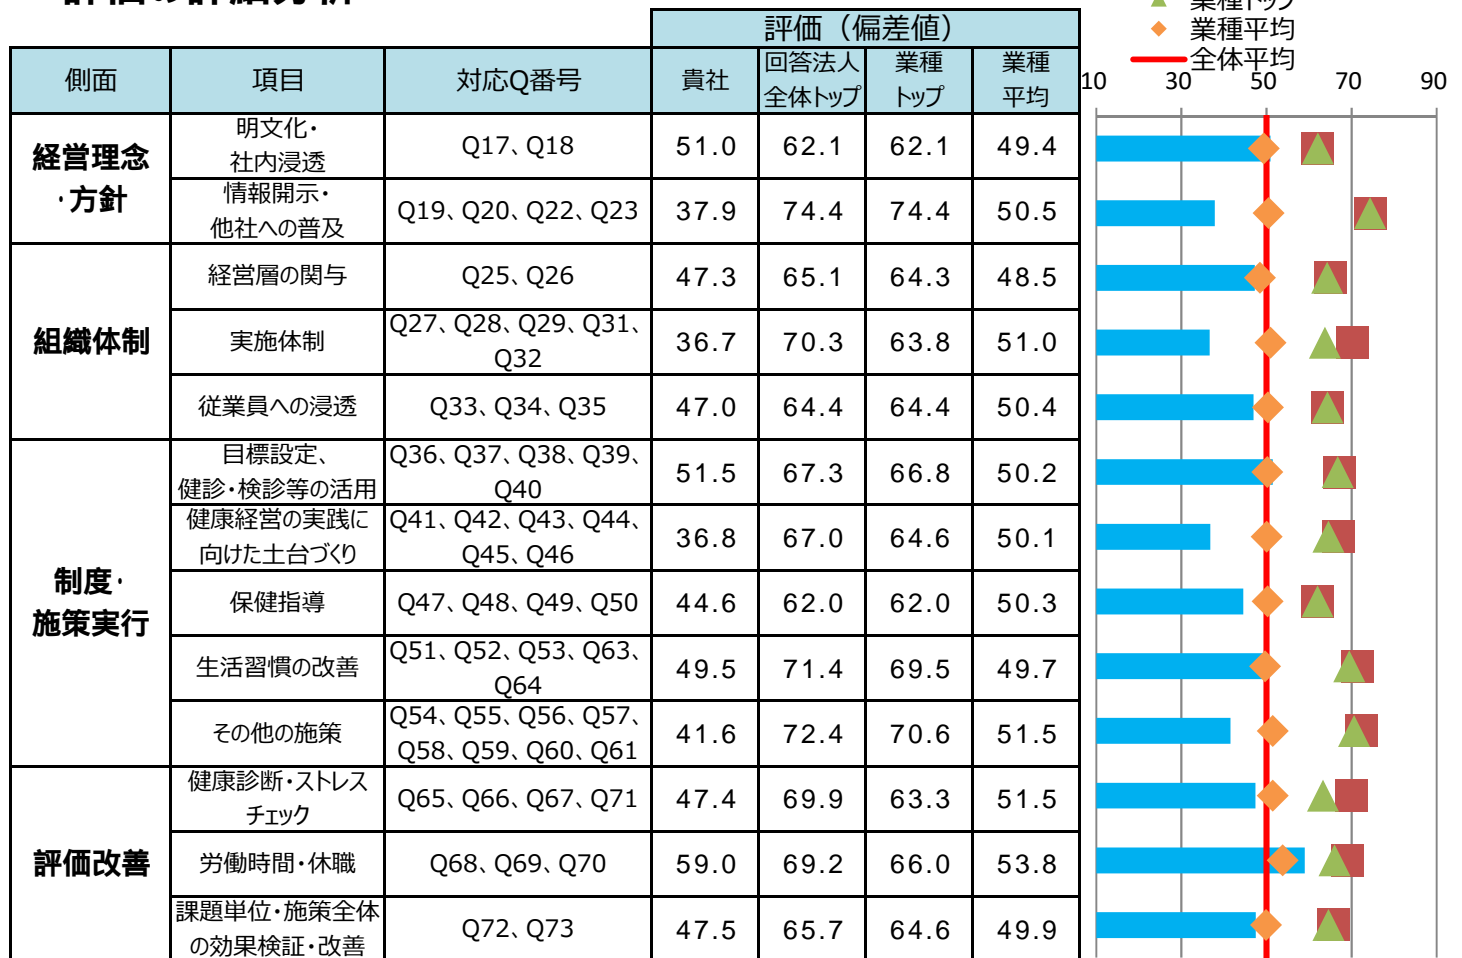 評価の詳細分析
業種トップ
業種平均
全体平均
評価（偏差値）
側面 項目 対応Q番号 貴社 回答法人全体トップ 業種トップ 業種平均
10 30 50 70 90
経営理念・方針
明文化・社内浸透 Q17、Q18 51.0 62.1 62.1 49.4
情報開示・他社への普及 Q19、Q20、Q22、Q23 37.9 74.4 74.4 50.5
組織体制
経営層の関与 Q25、Q26 47.3 65.1 64.3 48.5
実施体制 Q27、Q28、Q29、Q31、Q32 36.7 70.3 63.8 51.0
従業員への浸透 Q33、Q34、Q35 47.0 64.4 64.4 50.4
制度・施策実行
目標設定、健診・検診等の活用 Q36、Q37、Q38、Q39、Q40 51.5 67.3 66.8 50.2
健康経営の実践に向けた土台づくり Q41、Q42、Q43、Q44、Q45、Q46 36.8 67.0 64.6 50.1
保健指導 Q47、Q48、Q49、Q50 44.6 62.0 62.0 50.3
生活習慣の改善 Q51、Q52、Q53、Q63、Q64 49.5 71.4 69.5 49.7
その他の施策 Q54、Q55、Q56、Q57、Q58、Q59、Q60、Q61 41.6 72.4 70.6 51.5
評価改善
健康診断・ストレスチェック Q65、Q66、Q67、Q71 47.4 69.9 63.3 51.5
労働時間・休職 Q68、Q69、Q70 59.0 69.2 66.0 53.8
課題単位・施策全体の効果検証・改善 Q72、Q73 47.5 65.7 64.6 49.9